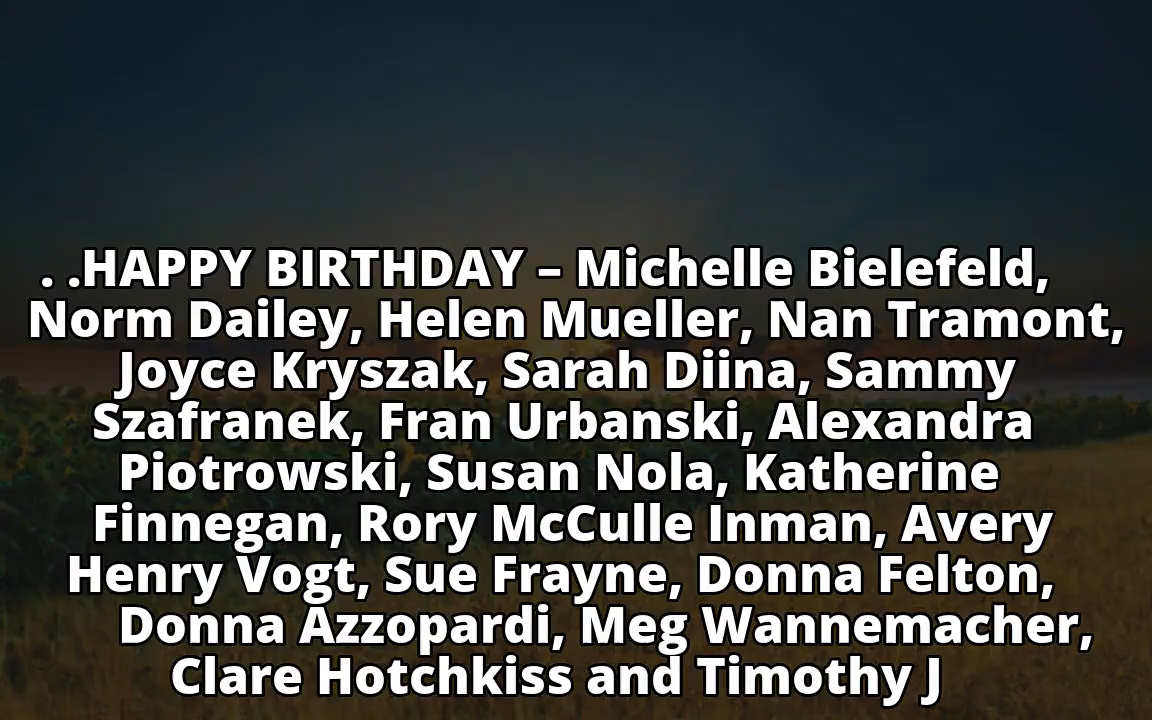 . .HAPPY BIRTHDAY – Michelle Bielefeld,
Norm Dailey, Helen Mueller, Nan Tramont,
Joyce Kryszak, Sarah Diina, Sammy
Szafranek, Fran Urbanski, Alexandra
Piotrowski, Susan Nola, Katherine
Finnegan, Rory McCulle Inman, Avery
Henry Vogt, Sue Frayne, Donna Felton,
Donna Azzopardi, Meg Wannemacher,
Clare Hotchkiss and Timothy J